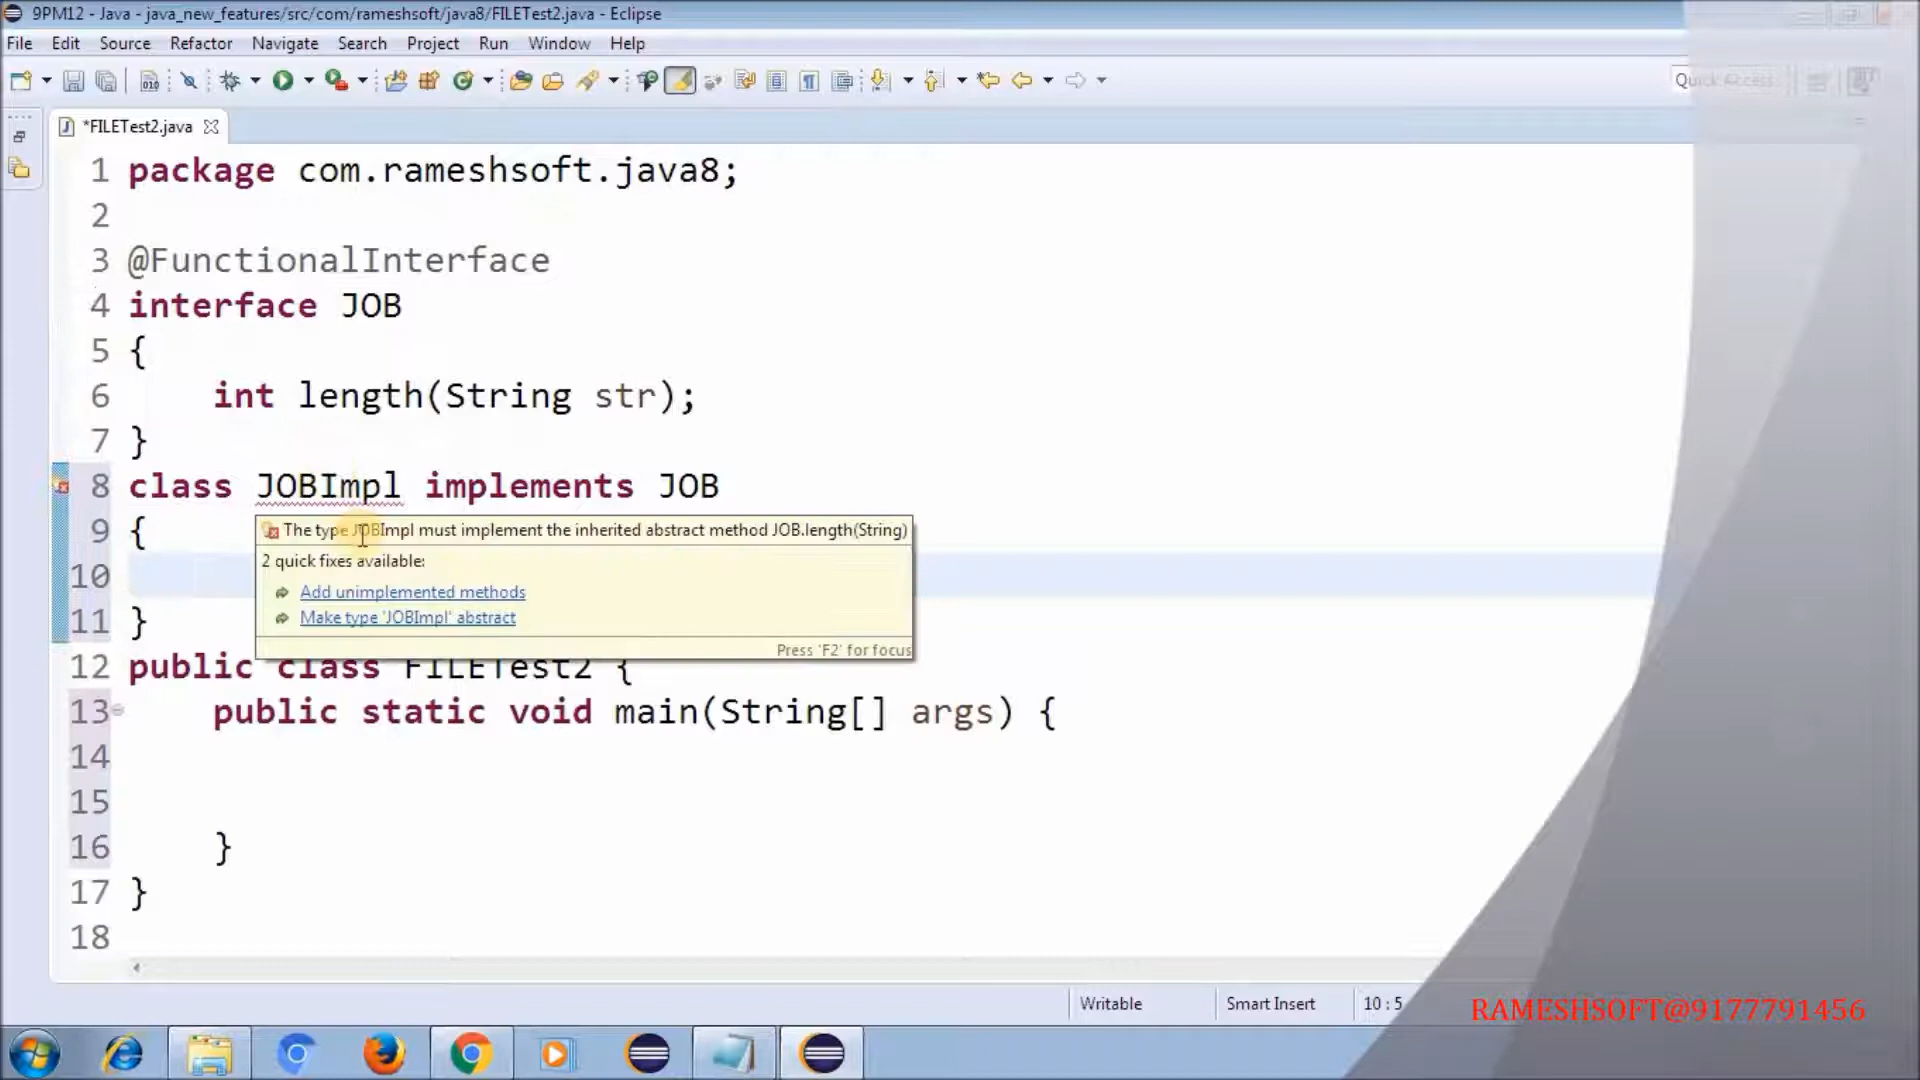 9PM12 - Java - java_new_features/src/com/rameshsoft/java8/FILETest2.java - Eclipse
File Edit Source Refactor Navigate Search Project Run Window Help
Quick Access
*FILETest2.java
1 package com.rameshsoft.java8;
2
3 @FunctionalInterface
4 interface JOB
5 {
6 int length(String str);
7 }
8 class JOBImpl implements JOB
9 {
The type JOBImpl must implement the inherited abstract method JOB.length(String)
2 quick fixes available:
10
Add unimplemented methods
Make type 'JOBImpl' abstract
11 }
Press 'F2' for focus
12 public class FILETest2 {
13 public static void main(String[] args) {
14
15
16 }
17 }
18
Writable Smart Insert 10 : 5
RAMESHSOFT@9177791456